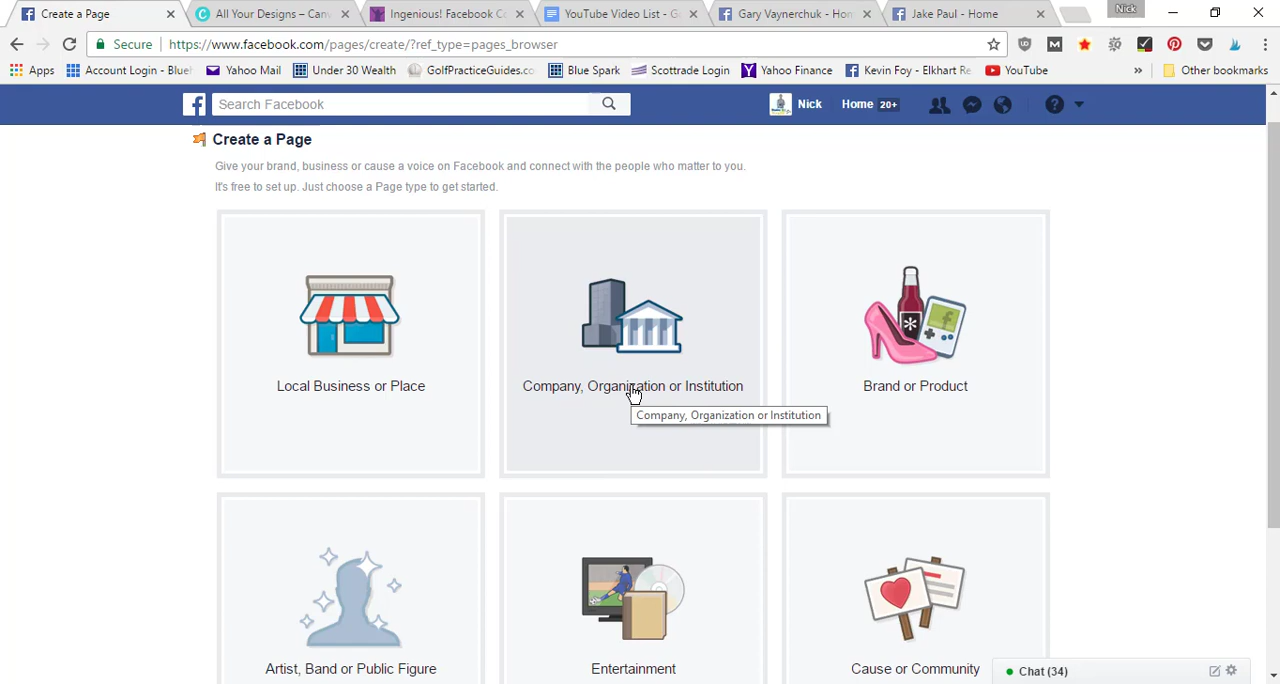 Create a Page
All Your Designs – Can
Ingenious! Facebook C
YouTube Video List - G
Gary Vaynerchuk - Hom
Jake Paul - Home
Nick
Secure
https://www.facebook.com/pages/create/?ref_type=pages_browser
Apps
Account Login - Blue
Yahoo Mail
Under 30 Wealth
GolfPracticeGuides.co
Blue Spark
Scottrade Login
Yahoo Finance
Kevin Foy - Elkhart Re
YouTube
»
Other bookmarks
Search Facebook
Nick
Home 20+
Create a Page
Give your brand, business or cause a voice on Facebook and connect with the people who matter to you.
It's free to set up. Just choose a Page type to get started.
Local Business or Place
Company, Organization or Institution
Brand or Product
Company, Organization or Institution
Artist, Band or Public Figure
Entertainment
Cause or Community
Chat (34)